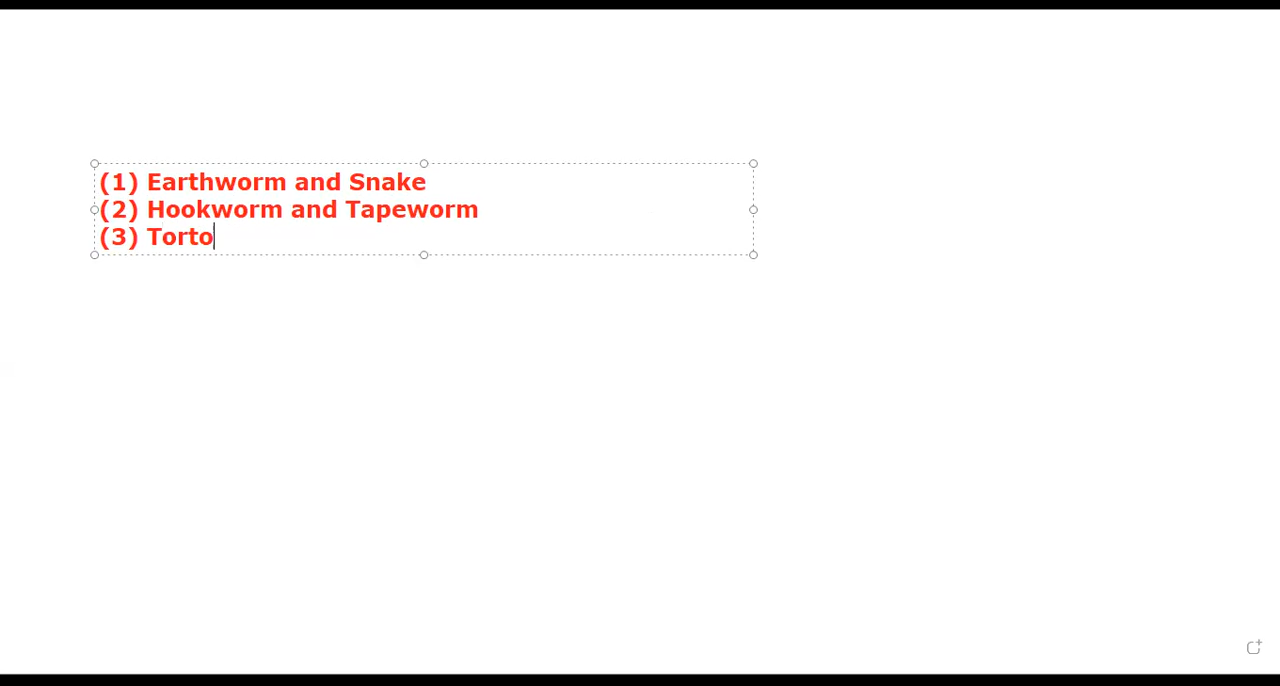 (1) Earthworm and Snake
(2) Hookworm and Tapeworm
(3) Torto